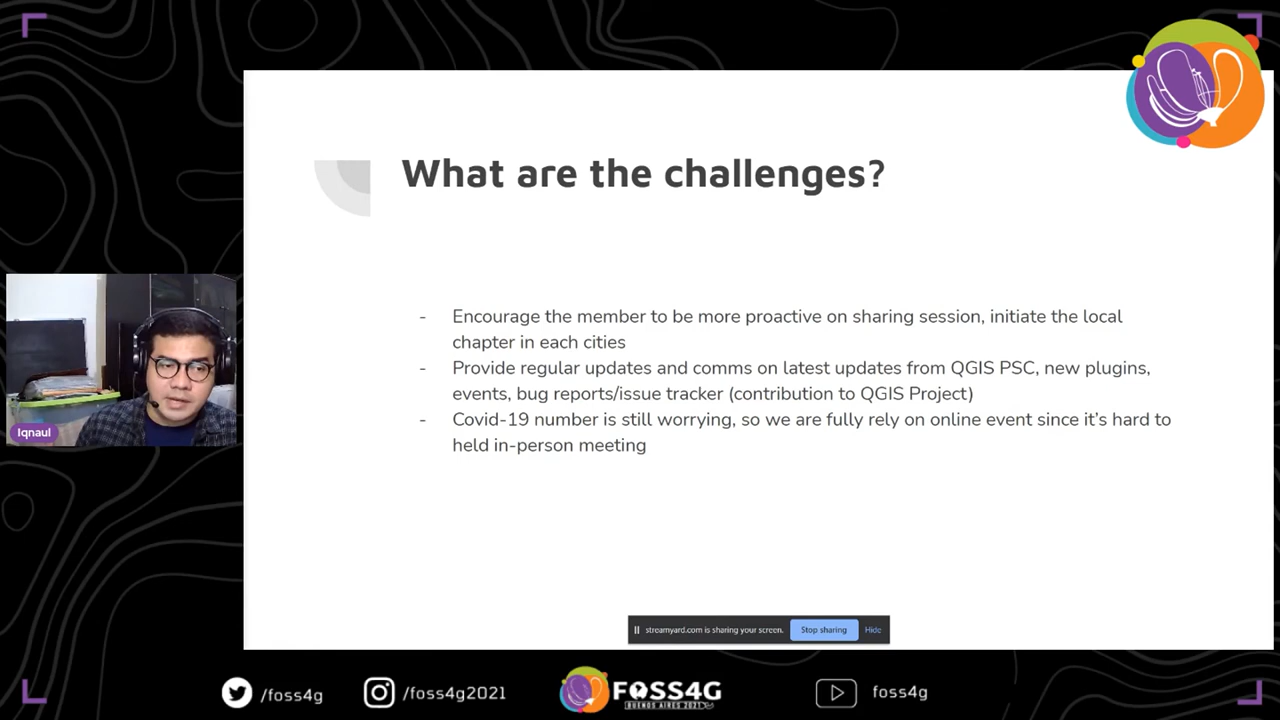 What are the challenges?
- Encourage the member to be more proactive on sharing session, initiate the local
chapter in each cities
- Provide regular updates and comms on latest updates from QGIS PSC, new plugins,
events, bug reports/issue tracker (contribution to QGIS Project)
- Covid-19 number is still worrying, so we are fully rely on online event since it's hard to
held in-person meeting
Iqnaul
streamyard.com is sharing your screen. Stop sharing Hide
/foss4g /foss4g2021 FOSS4G foss4g
BUENOS AIRES 2021